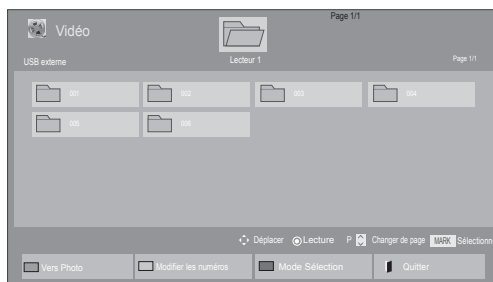 Page 1/1
Vidéo
USB externe
Lecteur 1
Page 1/1
001
002
003
004
005
006
Déplacer Lecture P Changer de page MARK Sélectionn
Vers Photo
Modifier les numéros
Mode Sélection
Quitter